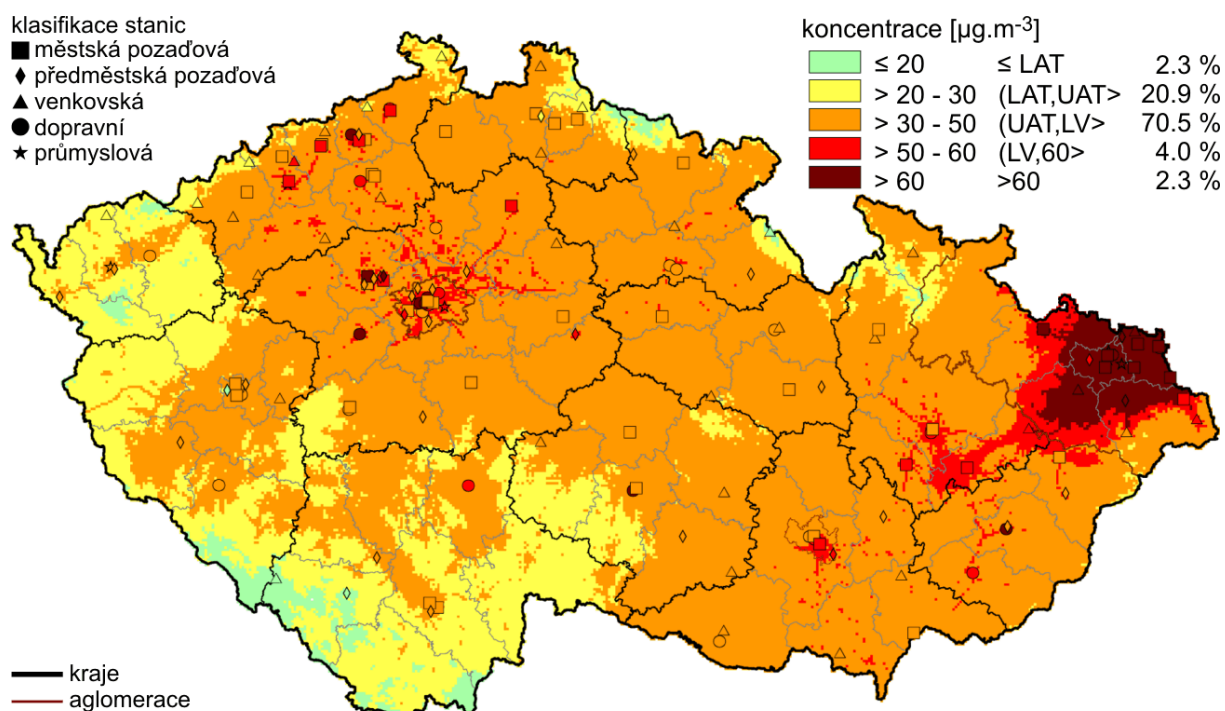 klasifikace stanic
městská pozaďová
předměstská pozaďová
venkovská
dopravní
průmyslová
koncentrace [µg.m-3]
≤ 20 ≤ LAT 2.3 %
> 20 - 30 (LAT,UAT> 20.9 %
> 30 - 50 (UAT,LV> 70.5 %
> 50 - 60 (LV,60> 4.0 %
> 60 >60 2.3 %
kraje
aglomerace